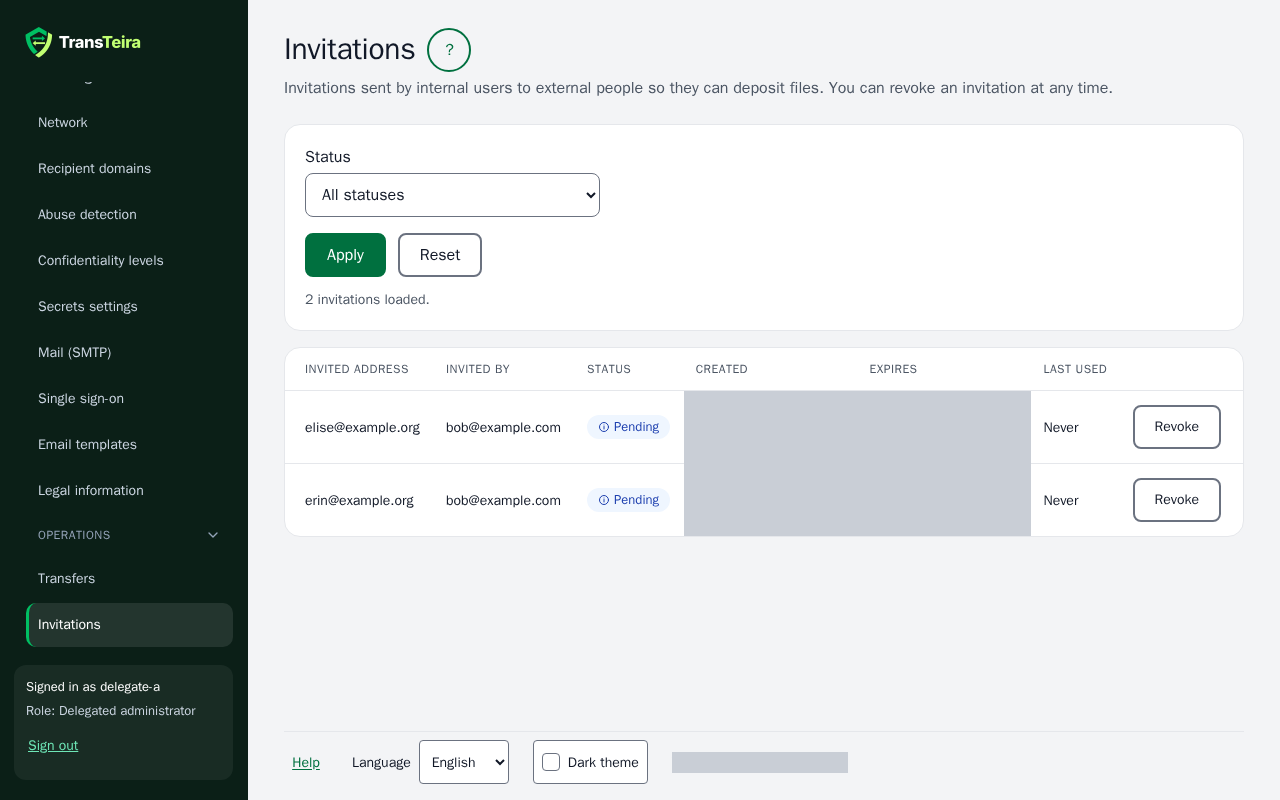 TransTeira
Network
Recipient domains
Abuse detection
Confidentiality levels
Secrets settings
Mail (SMTP)
Single sign-on
Email templates
Legal information
OPERATIONS
Transfers
Invitations
Signed in as delegate-a
Role: Delegated administrator
Sign out
Invitations ?
Invitations sent by internal users to external people so they can deposit files. You can revoke an invitation at any time.
Status
All statuses
Apply Reset
2 invitations loaded.
INVITED ADDRESS INVITED BY STATUS CREATED EXPIRES LAST USED
elise@example.org bob@example.com Pending Never Revoke
erin@example.org bob@example.com Pending Never Revoke
Help Language English Dark theme